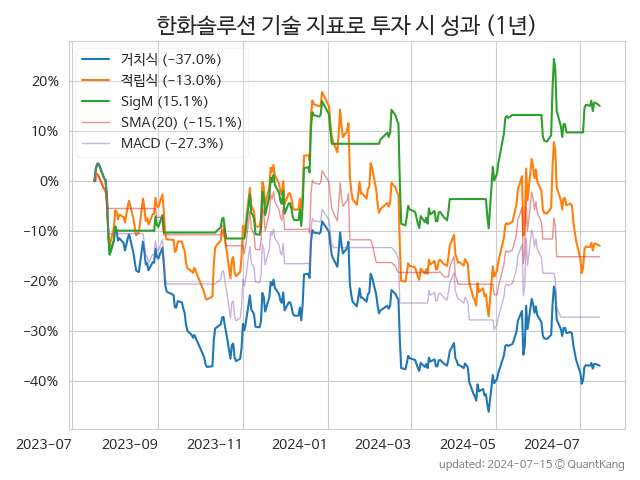 한화솔루션 기술 지표로 투자 시 성과 (1년)
거치식 (−37.0%)
적립식 (−13.0%)
SigM (15.1%)
SMA(20) (−15.1%)
MACD (−27.3%)
20%
10%
0%
−10%
−20%
−30%
−40%
2023-07 2023-09 2023-11 2024-01 2024-03 2024-05 2024-07
updated: 2024-07-15 © QuantKang